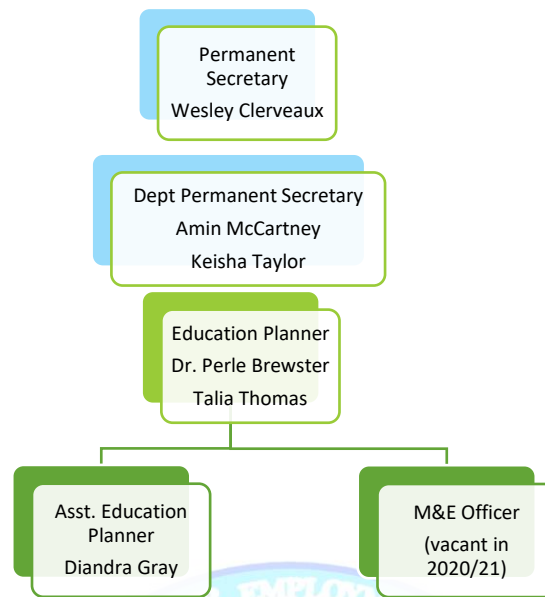 Permanent
Secretary
Wesley Clerveaux
Dept Permanent Secretary
Amin McCartney
Keisha Taylor
Education Planner
Dr. Perle Brewster
Talia Thomas
Asst. Education
Planner
Diandra Gray
M&E Officer
(vacant in
2020/21)
EMPLOY